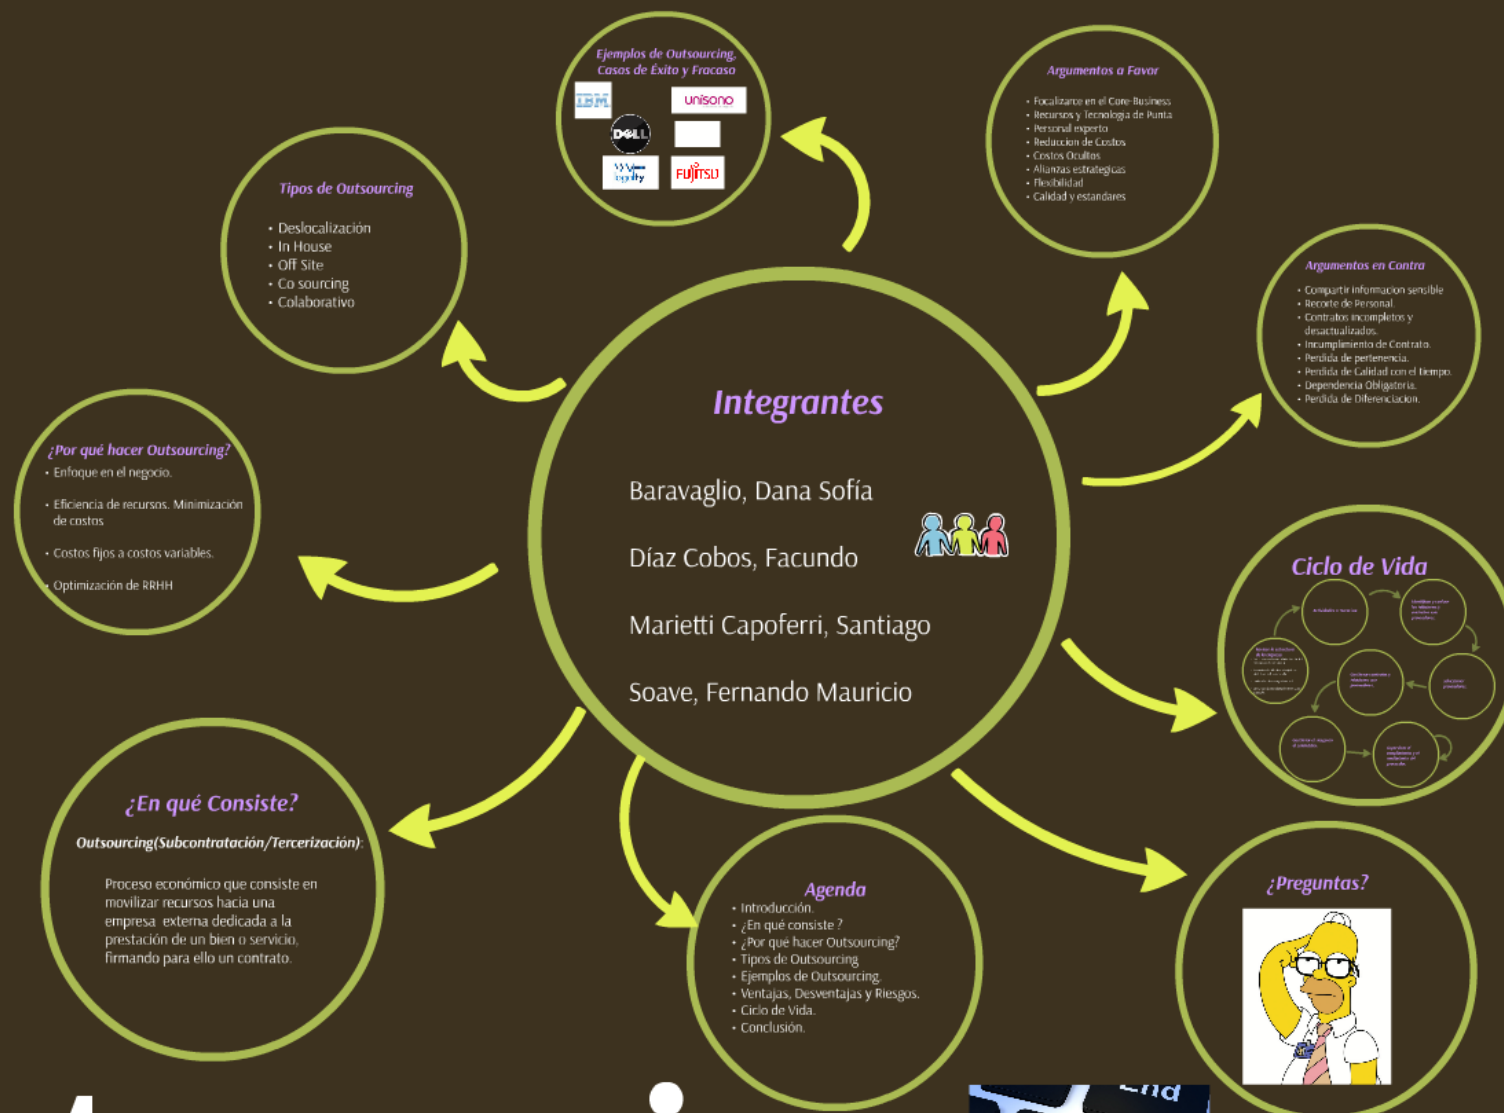 Ejemplos de Outsourcing,
Casos de Éxito y Fracaso
IBM
unísono
DELL
FUJITSU
Argumentos a Favor
• Focalizarce en el Core-Business
• Recursos y Tecnologia de Punta
• Personal experto
• Reduccion de Costos
• Costos Ocultos
• Alianzas estrategicas
• Flexibilidad
• Calidad y estandares
Tipos de Outsourcing
• Deslocalización
• In House
• Off Site
• Co sourcing
• Colaborativo
Argumentos en Contra
• Compartir informacion sensible
• Recorte de Personal.
• Contratos incompletos y
desactualizados.
• Incumplimiento de Contrato.
• Perdida de pertenencia.
• Perdida de Calidad con el tiempo.
• Dependencia Obligatoria.
• Perdida de Diferenciacion.
Integrantes
Baravaglio, Dana Sofía
Díaz Cobos, Facundo
Marietti Capoferri, Santiago
Soave, Fernando Mauricio
¿Por qué hacer Outsourcing?
• Enfoque en el negocio.
• Eficiencia de recursos. Minimización
de costos
• Costos fijos a costos variables.
• Optimización de RRHH
Ciclo de Vida
¿En qué Consiste?
Outsourcing(Subcontratación/Tercerización):
Proceso económico que consiste en
movilizar recursos hacia una
empresa externa dedicada a la
prestación de un bien o servicio,
firmando para ello un contrato.
Agenda
• Introducción.
• ¿En qué consiste ?
• ¿Por qué hacer Outsourcing?
• Tipos de Outsourcing
• Ejemplos de Outsourcing.
• Ventajas, Desventajas y Riesgos.
• Ciclo de Vida.
• Conclusión.
¿Preguntas?
End